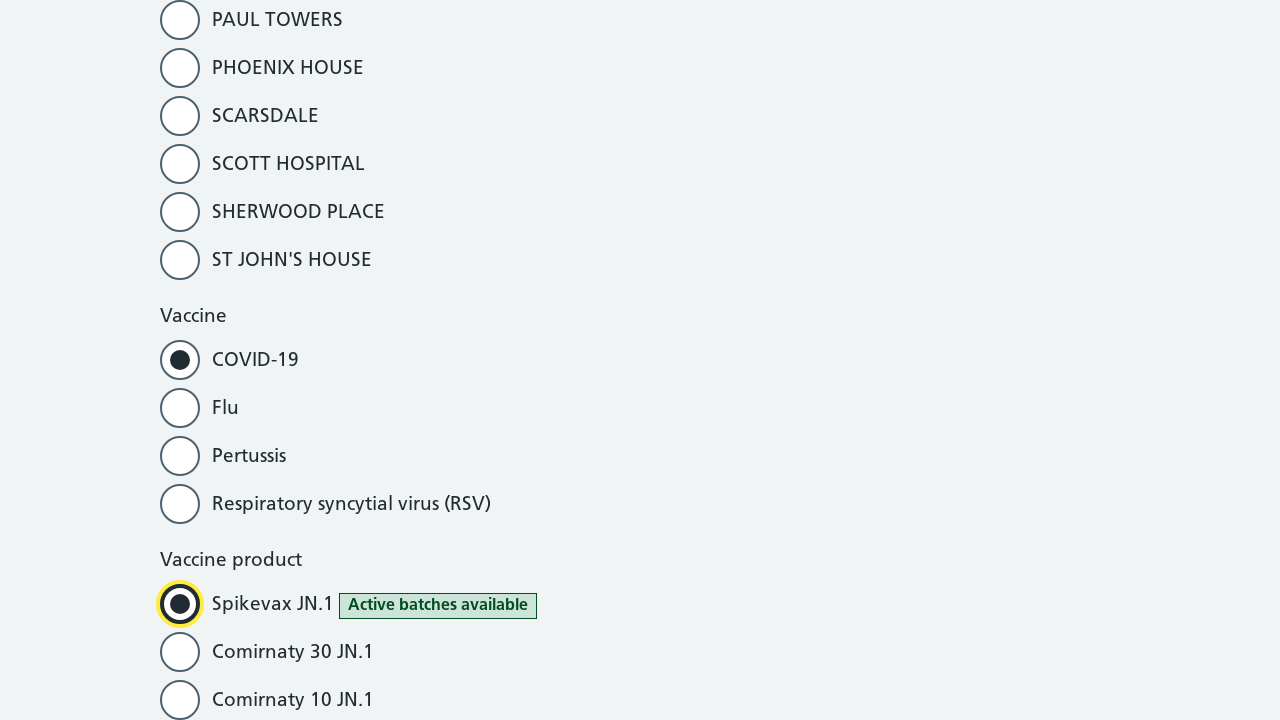 PAUL TOWERS
PHOENIX HOUSE
SCARSDALE
SCOTT HOSPITAL
SHERWOOD PLACE
ST JOHN'S HOUSE
Vaccine
COVID-19
Flu
Pertussis
Respiratory syncytial virus (RSV)
Vaccine product
Spikevax JN.1 Active batches available
Comirnaty 30 JN.1
Comirnaty 10 JN.1